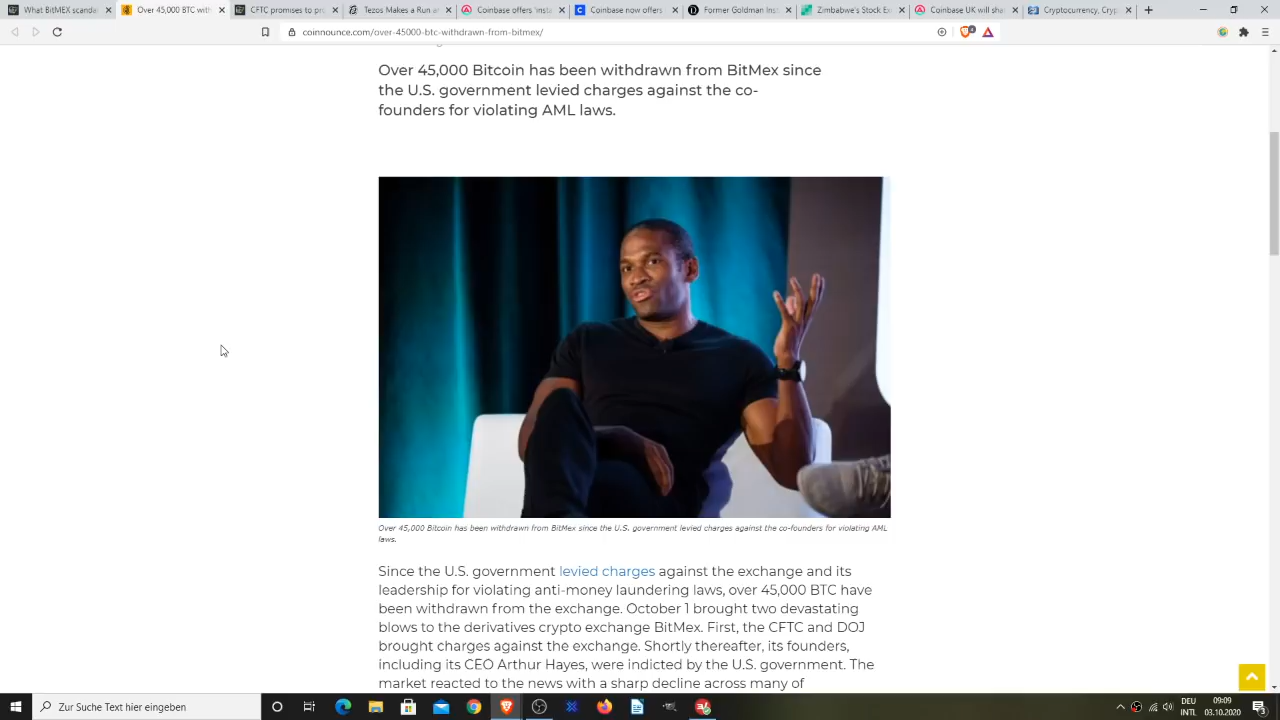 What BitMEX scandal
Over 45,000 BTC with
CFTC promises to pro
Tezos Makes a Run at
Coinbase offers 'insta
Coinbase now offers
Former Goldman Inst
Zimbabwe's Stock Ex
Coinbase UK will shar
Cryptocurrency, Cryp
coinnounce.com/over-45000-btc-withdrawn-from-bitmex/
Over 45,000 Bitcoin has been withdrawn from BitMex since
the U.S. government levied charges against the co-
founders for violating AML laws.
Over 45,000 Bitcoin has been withdrawn from BitMex since the U.S. government levied charges against the co-founders for violating AML
laws.
Since the U.S. government levied charges against the exchange and its
leadership for violating anti-money laundering laws, over 45,000 BTC have
been withdrawn from the exchange. October 1 brought two devastating
blows to the derivatives crypto exchange BitMex. First, the CFTC and DOJ
brought charges against the exchange. Shortly thereafter, its founders,
including its CEO Arthur Hayes, were indicted by the U.S. government. The
market reacted to the news with a sharp decline across many of
Zur Suche Text hier eingeben
DEU
INTL
09:09
03.10.2020